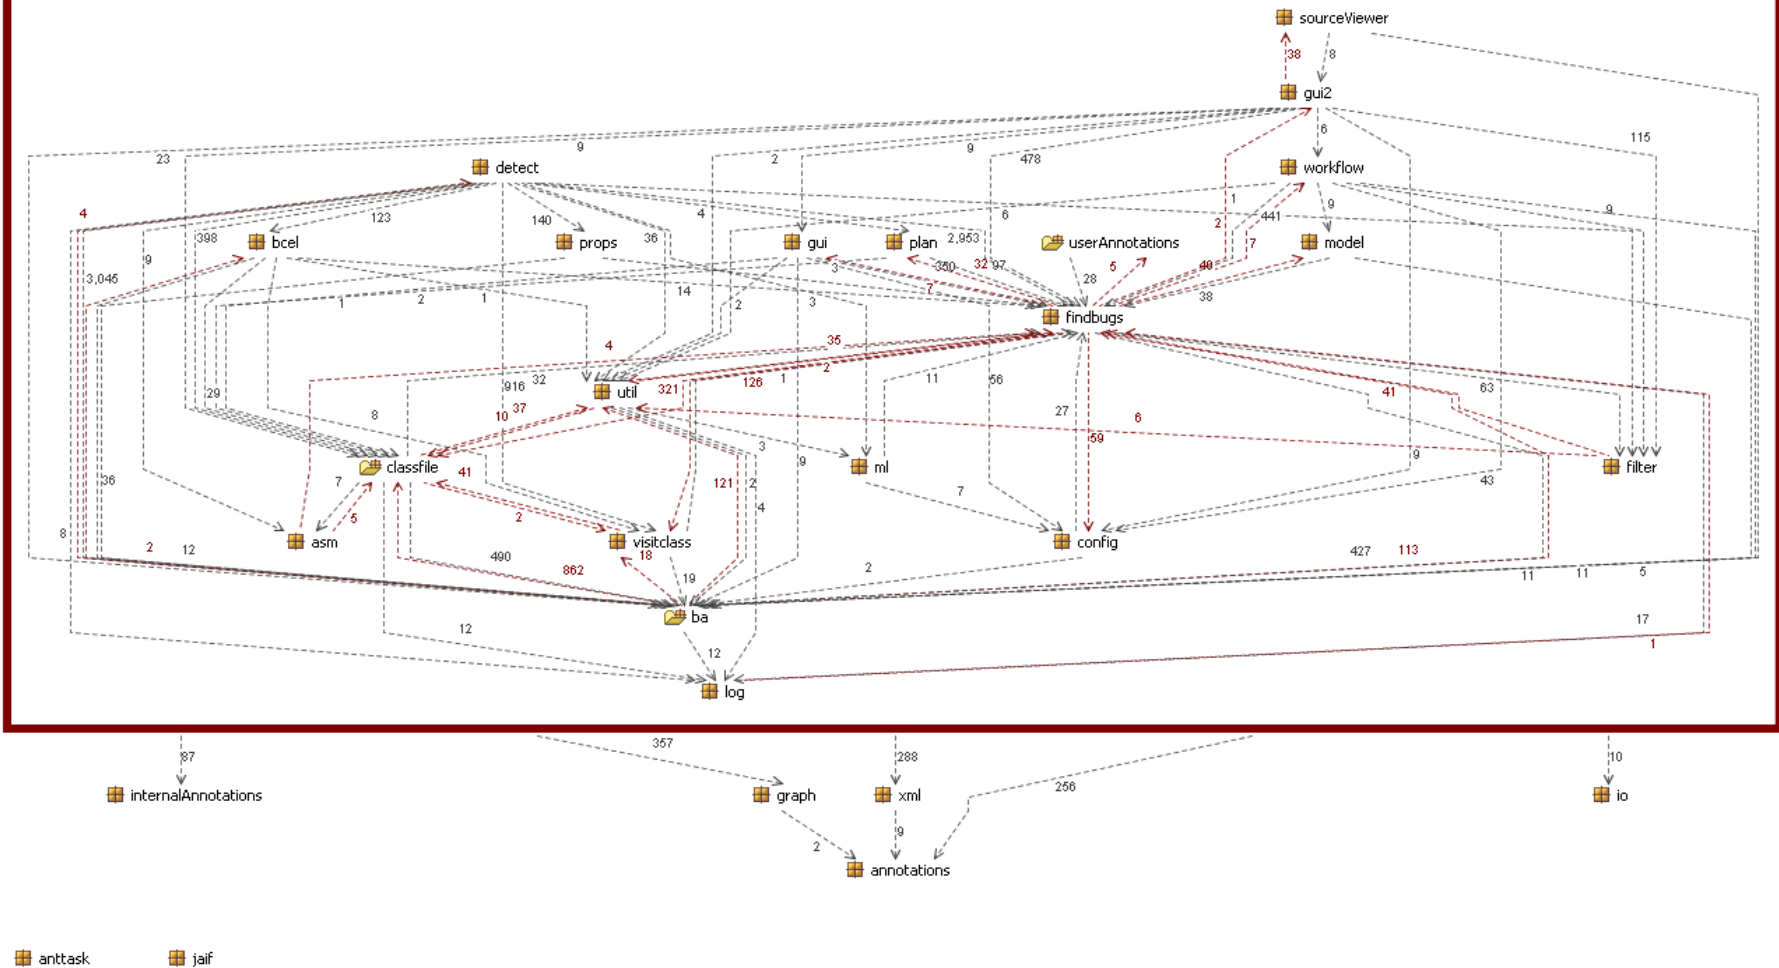 sourceViewer
38 8
gui2
6 115
23 9 2 9 478
detect workflow
4 123 140 36 4 6 1 441 9 9
398 bcel props gui plan 2,953 userAnnotations 2 7 model
9 3,045 3 350 32 97 5 40
28
1 2 1 14 2 3 7 38
findbugs
4 35
2
916 32 321 126 1 11 56 63
29 util 41
8 10 37 27 6
59
3
classfile 41 9 ml 9 filter
36 7 121 2 7 43
5 2 4
8 asm visitclass config
2 12 490 18 427 113
862 19 2 11 11 5
ba
12 17
12 1
log
357
87 288 10
256
internalAnnotations graph xml io
9
2
annotations
anttask jaif